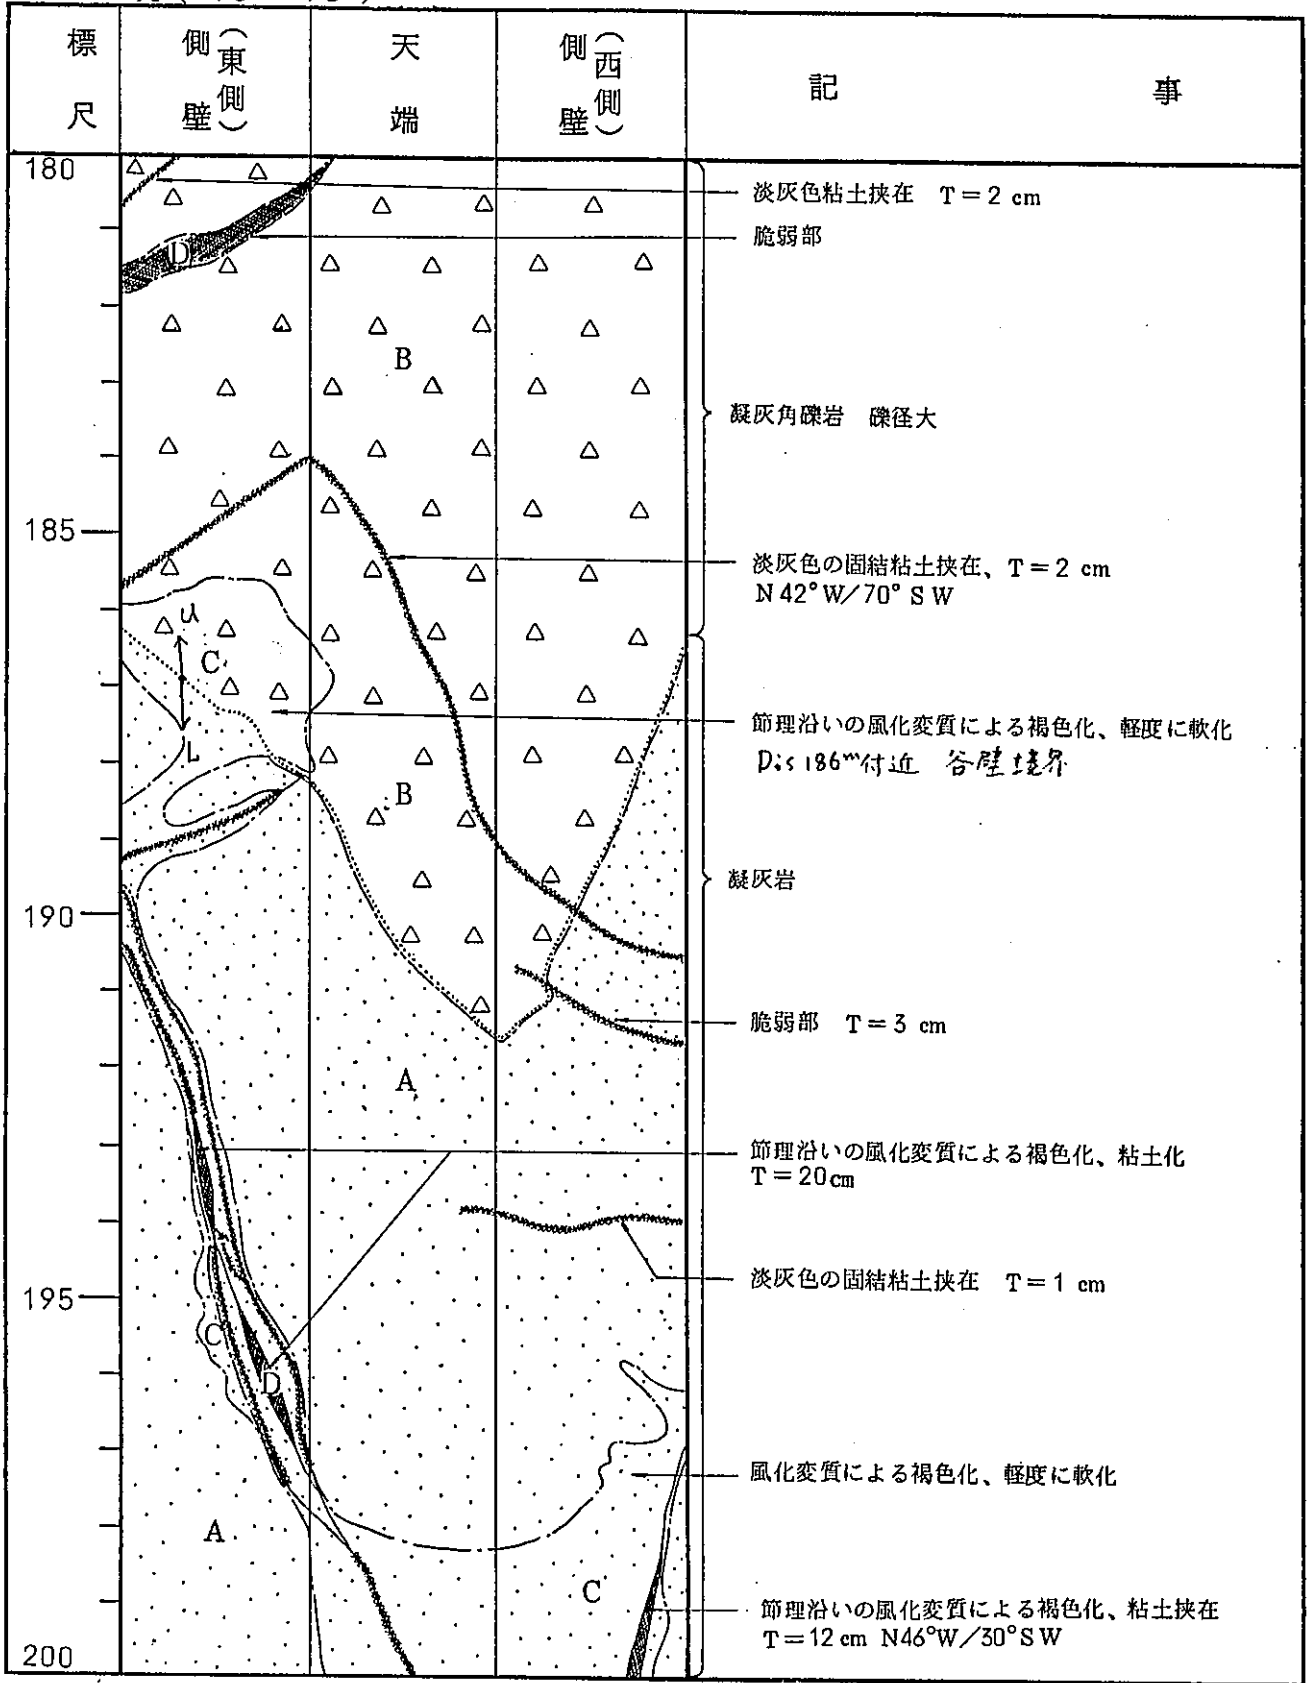 標尺
側壁（東側）
天端
側壁（西側）
記事
180
淡灰色粘土挟在 T＝2 cm
脆弱部
D
B
凝灰角礫岩 礫径大
185
淡灰色の固結粘土挟在、T＝2 cm
N 42°W/70° S W
u
C
L
節理沿いの風化変質による褐色化、軽度に軟化
Dis 186m付近 谷壁境界
B
凝灰岩
190
脆弱部 T＝3 cm
A
節理沿いの風化変質による褐色化、粘土化
T＝20cm
淡灰色の固結粘土挟在 T＝1 cm
195
C
D
風化変質による褐色化、軽度に軟化
A
C
節理沿いの風化変質による褐色化、粘土挟在
T＝12 cm N46°W/30°S W
200